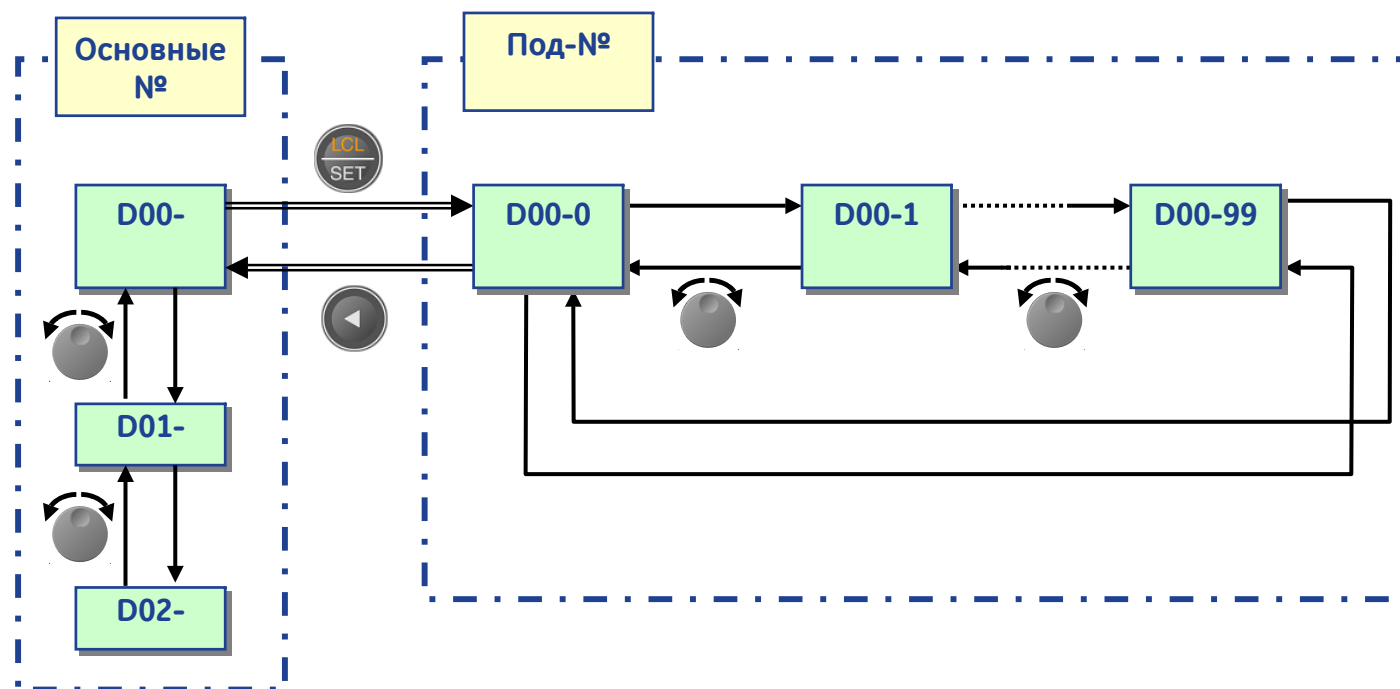 Основные
№
Под-№
LCL
SET
D00-
D00-0
D00-1
D00-99
D01-
D02-